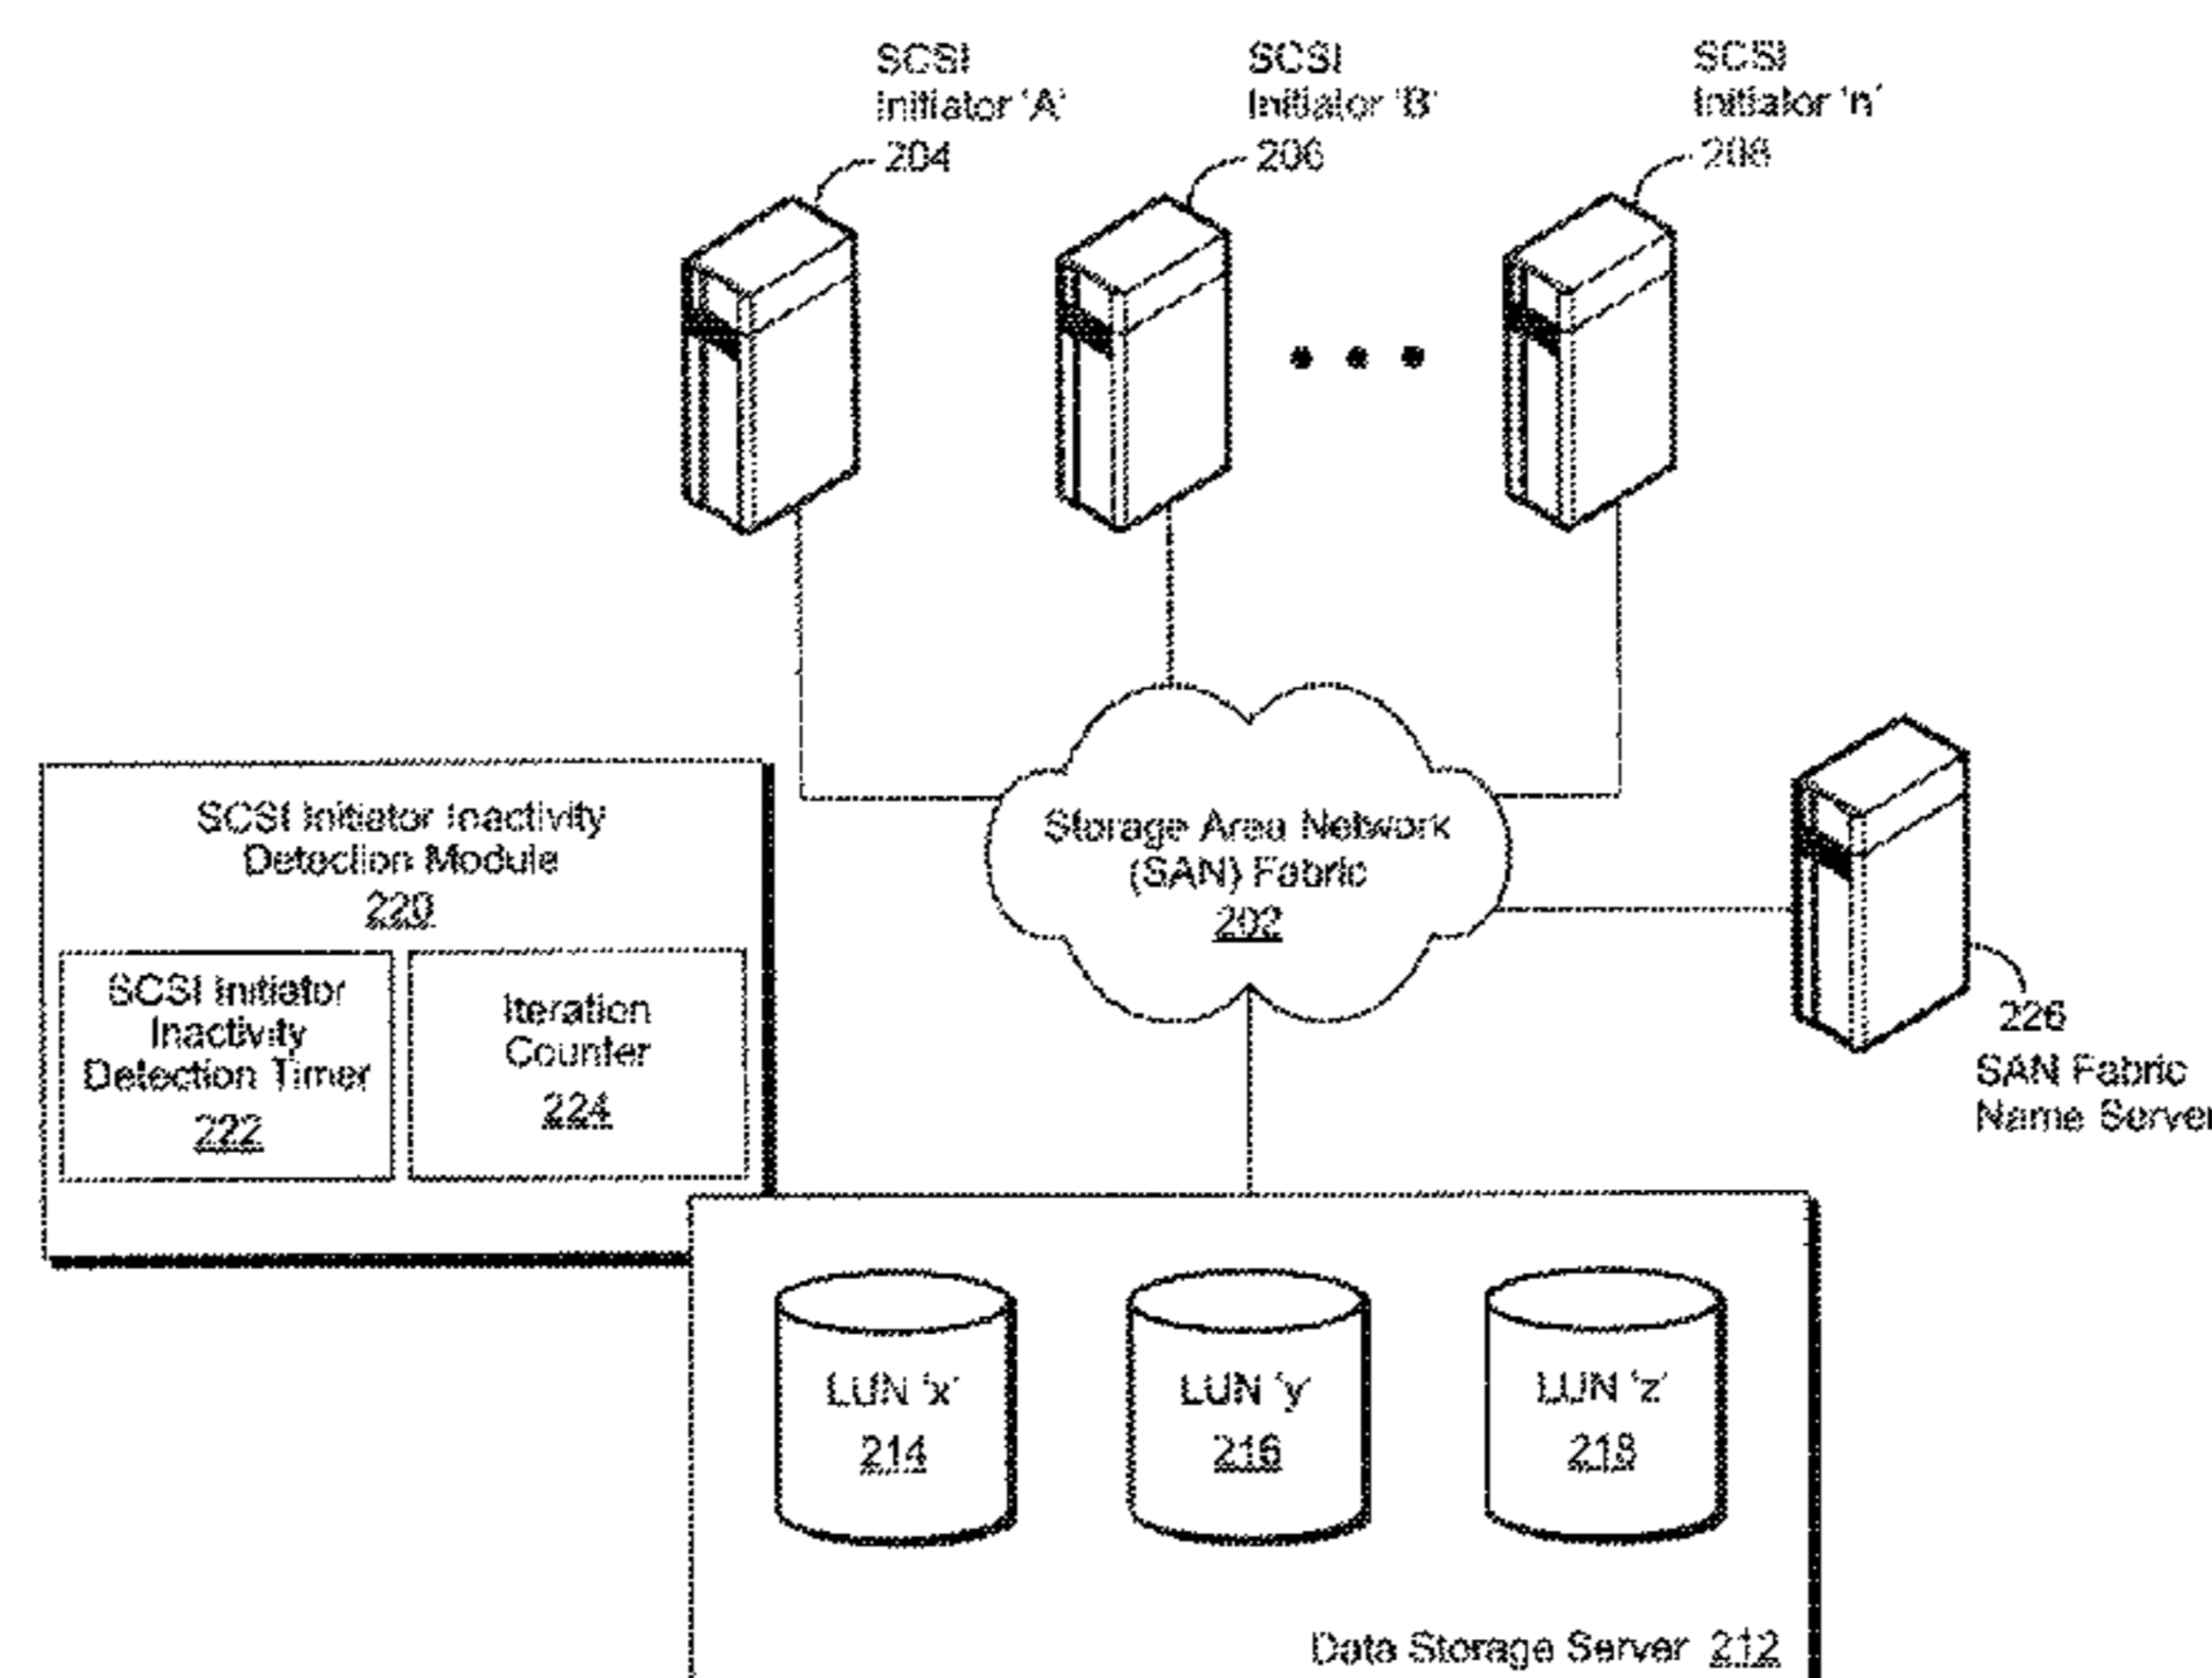 SCSI
Initiator 'A'
204
SCSI
Initiator 'B'
206
SCSI
Initiator 'n'
208
Storage Area Network
(SAN) Fabric
202
SCSI Initiator Inactivity
Detection Module
220
SCSI Initiator
Inactivity
Detection Timer
222
Iteration
Counter
224
226
SAN Fabric
Name Server
LUN 'x'
214
LUN 'y'
216
LUN 'z'
218
Data Storage Server 212